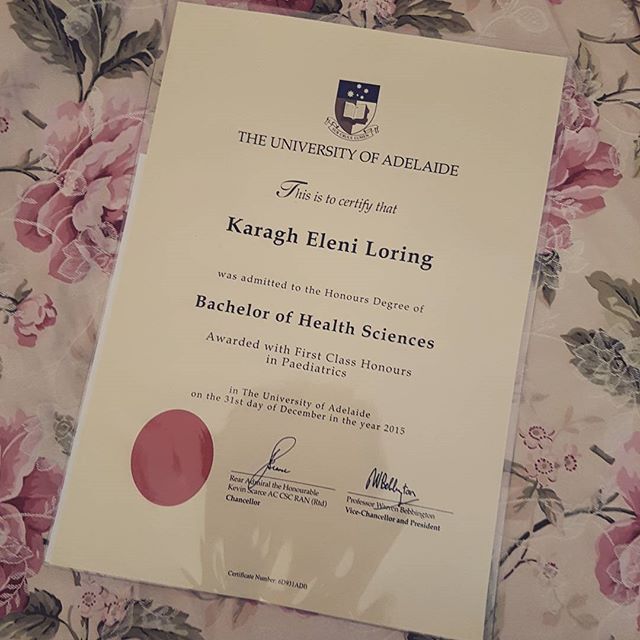 THE UNIVERSITY OF ADELAIDE
This is to certify that
Karagh Eleni Loring
was admitted to the Honours Degree of
Bachelor of Health Sciences
Awarded with First Class Honours
in Paediatrics
in The University of Adelaide
on the 31st day of December in the year 2015
Rear Admiral the Honourable
Kevin Scarce AC CSC RAN (Rtd)
Chancellor
Professor Warren Bebbington
Vice-Chancellor and President
Certificate Number: 6D931ADB